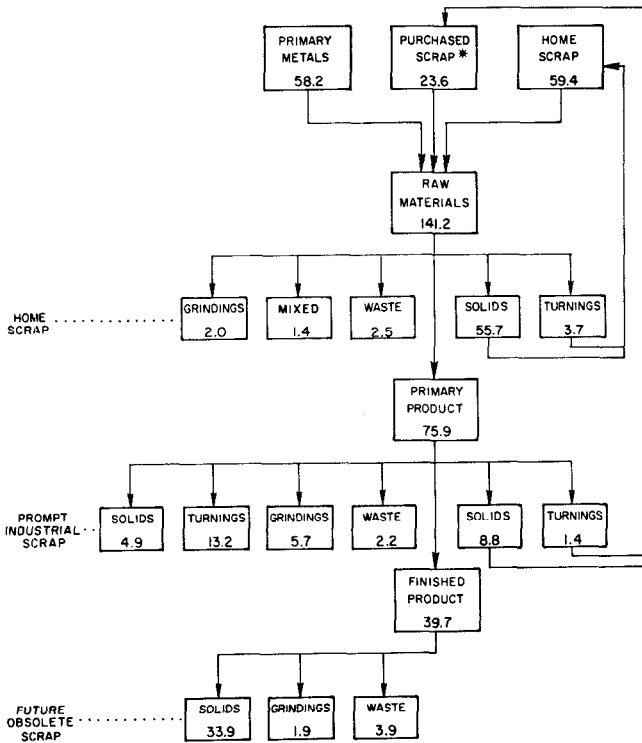 PRIMARY
METALS
58.2
PURCHASED
SCRAP *
23.6
HOME
SCRAP
59.4
RAW
MATERIALS
141.2
HOME
SCRAP
GRINDINGS
2.0
MIXED
1.4
WASTE
2.5
SOLIDS
55.7
TURNINGS
3.7
PRIMARY
PRODUCT
75.9
PROMPT
INDUSTRIAL
SCRAP
SOLIDS
4.9
TURNINGS
13.2
GRINDINGS
5.7
WASTE
2.2
SOLIDS
8.8
TURNINGS
1.4
FINISHED
PRODUCT
39.7
FUTURE
OBSOLETE
SCRAP
SOLIDS
33.9
GRINDINGS
1.9
WASTE
3.9